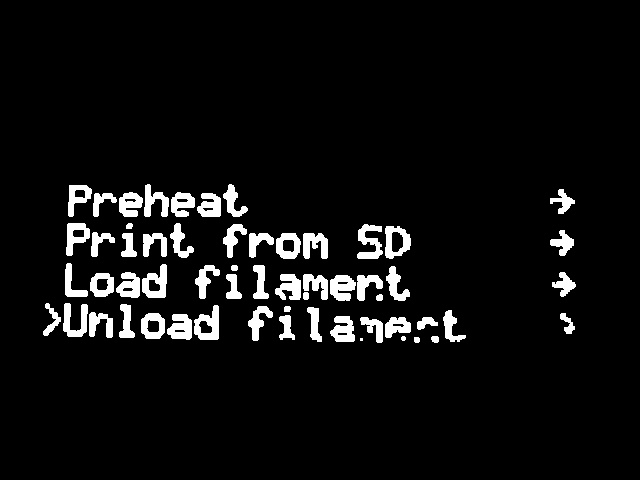 Preheat →
Print from SD →
Load filament →
>Unload filament →